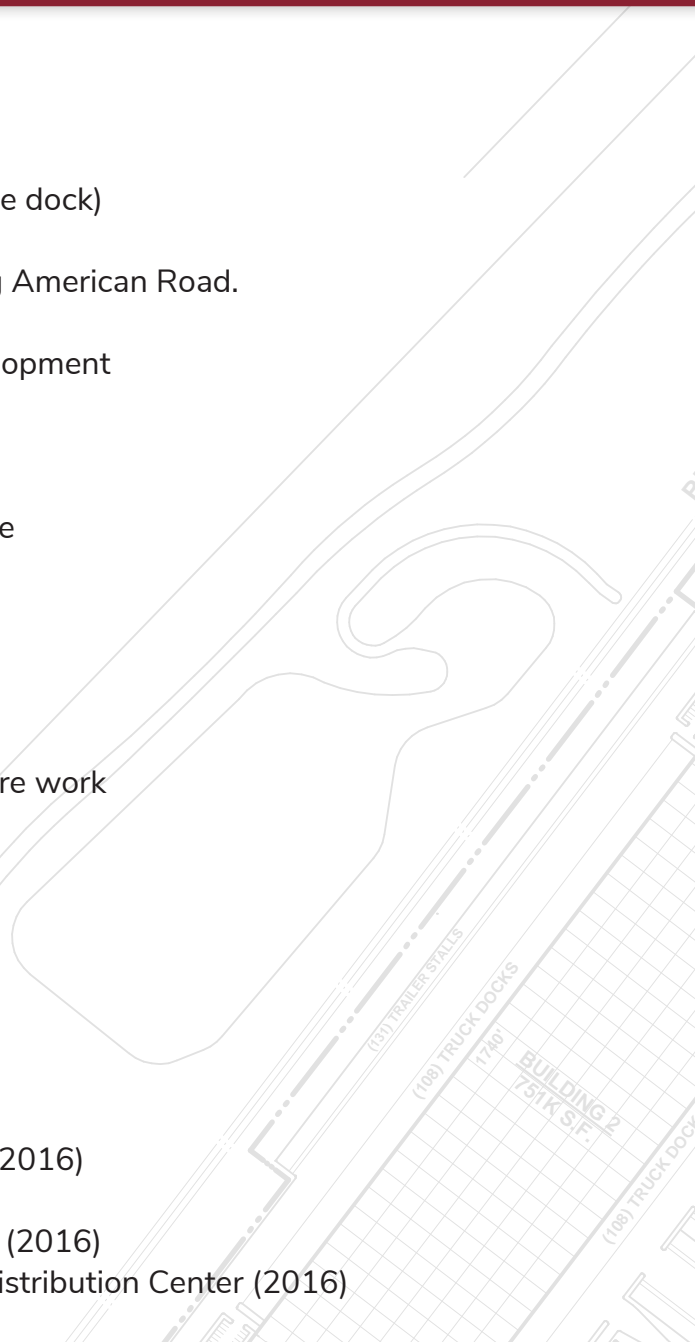 e dock)
g American Road.
opment
e
re work
(131) TRAILER STALLS
(108) TRUCK DOCKS
1740'
BUILDING 2
751K S.F.
(108) TRUCK DOCK
2016)
(2016)
istribution Center (2016)